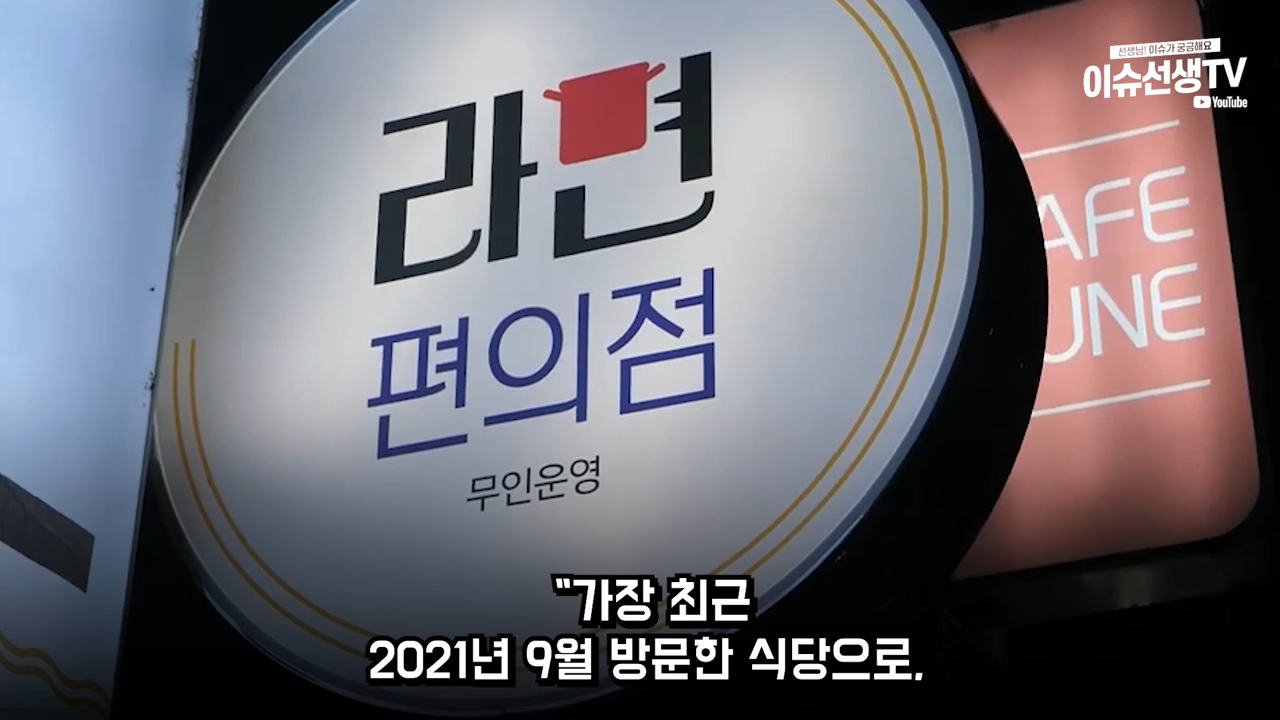 선생님! 이슈가 궁금해요
이슈선생TV
YouTube
라면
편의점
무인운영
AFE
UNE
"가장 최근
2021년 9월 방문한 식당으로,